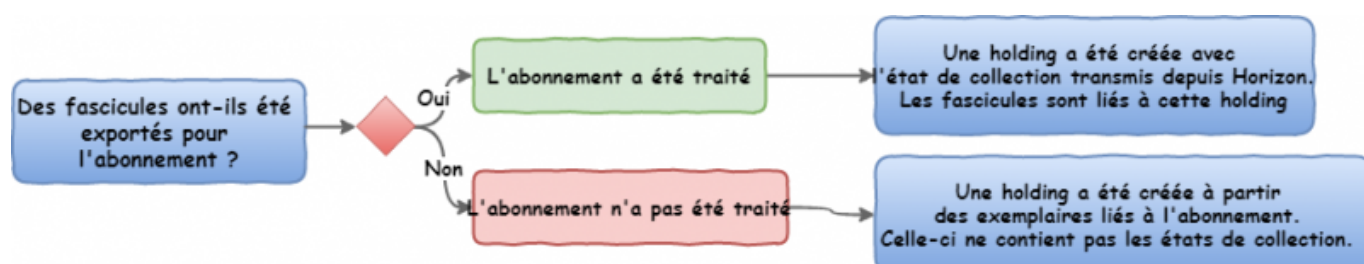 Des fascicules ont-ils été
exportés pour
l'abonnement ?
Oui
L'abonnement a été traité
Une holding a été créée avec
l'état de collection transmis depuis Horizon.
Les fascicules sont liés à cette holding
Non
L'abonnement n'a pas été traité
Une holding a été créée à partir
des exemplaires liés à l'abonnement.
Celle-ci ne contient pas les états de collection.